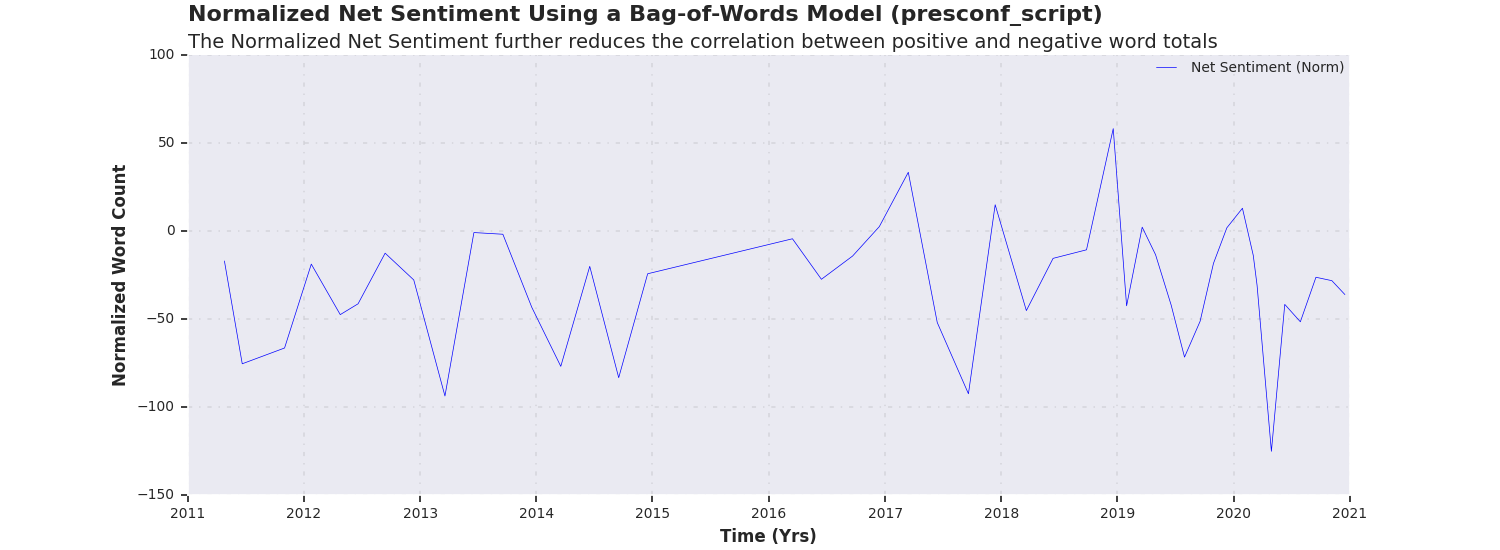 Normalized Net Sentiment Using a Bag-of-Words Model (presconf_script)
The Normalized Net Sentiment further reduces the correlation between positive and negative word totals
Net Sentiment (Norm)
Normalized Word Count
100
50
0
−50
−100
−150
2011 2012 2013 2014 2015 2016 2017 2018 2019 2020 2021
Time (Yrs)